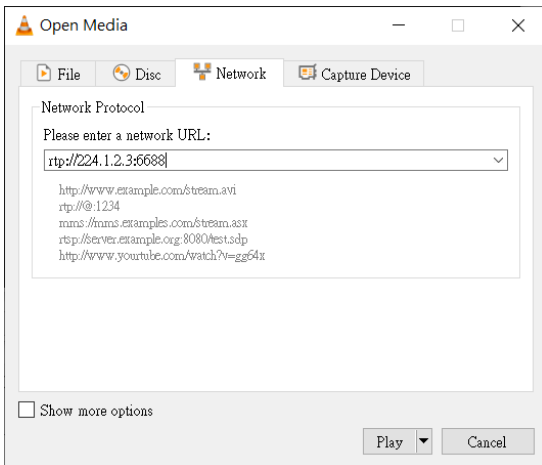 Open Media
File Disc Network Capture Device
Network Protocol
Please enter a network URL:
rtp://224.1.2.3:6688
http://www.example.com/stream.avi
rtp://@:1234
mms://mms.examples.com/stream.asx
rtsp://server.example.org:8080/test.sdp
http://www.yourtube.com/watch?v=gg64x
Show more options
Play Cancel